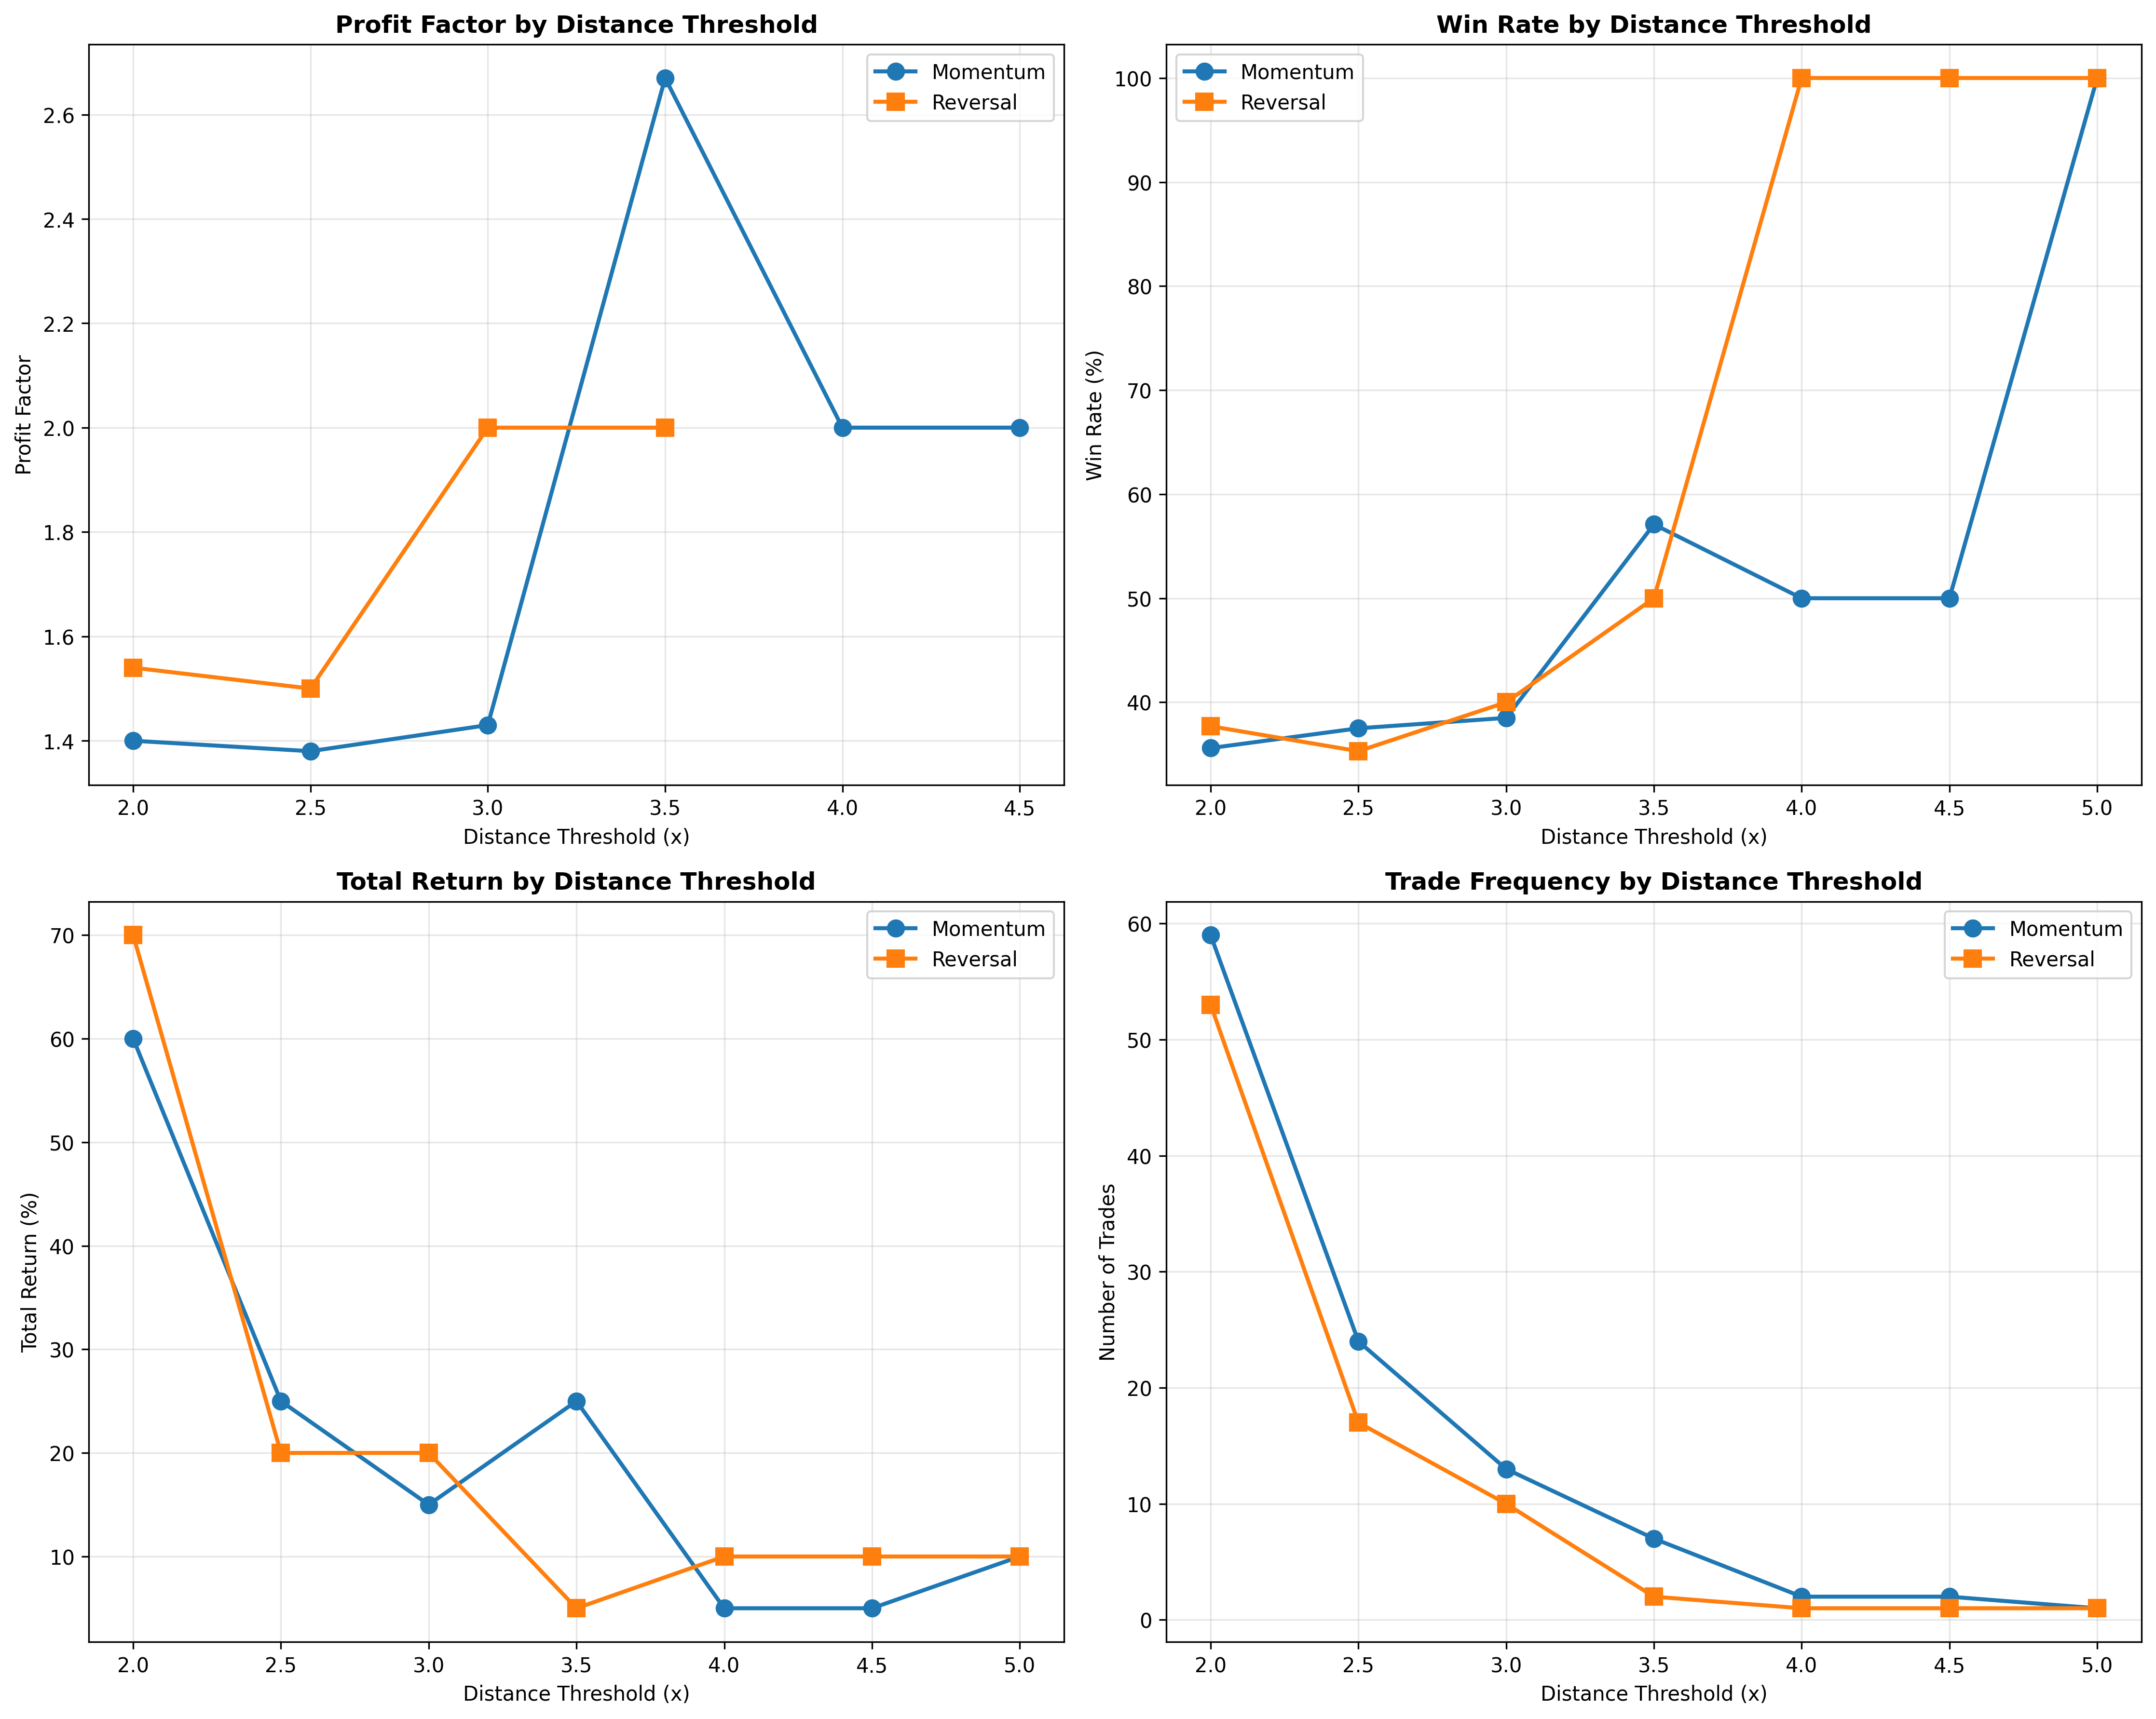 Profit Factor by Distance Threshold
Profit Factor
2.6
2.4
2.2
2.0
1.8
1.6
1.4
Momentum
Reversal
2.0 2.5 3.0 3.5 4.0 4.5
Distance Threshold (x)
Win Rate by Distance Threshold
Win Rate (%)
100
90
80
70
60
50
40
Momentum
Reversal
2.0 2.5 3.0 3.5 4.0 4.5 5.0
Distance Threshold (x)
Total Return by Distance Threshold
Total Return (%)
70
60
50
40
30
20
10
Momentum
Reversal
2.0 2.5 3.0 3.5 4.0 4.5 5.0
Distance Threshold (x)
Trade Frequency by Distance Threshold
Number of Trades
60
50
40
30
20
10
0
Momentum
Reversal
2.0 2.5 3.0 3.5 4.0 4.5 5.0
Distance Threshold (x)